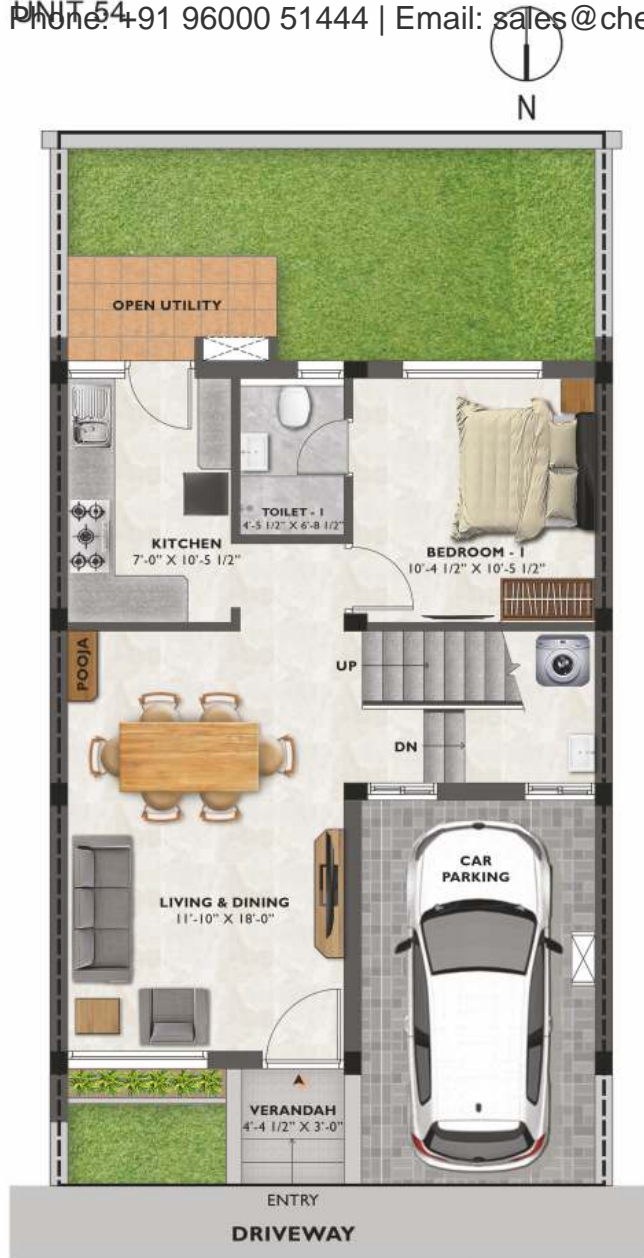 UNIT 54
Phone: +91 96000 51444 | Email: sales@che
N
OPEN UTILITY
TOILET - 1
4'-5 1/2" X 6'-8 1/2"
KITCHEN
7'-0" X 10'-5 1/2"
BEDROOM - 1
10'-4 1/2" X 10'-5 1/2"
POOJA
UP
DN
CAR
PARKING
LIVING & DINING
11'-10" X 18'-0"
VERANDAH
4'-4 1/2" X 3'-0"
ENTRY
DRIVEWAY